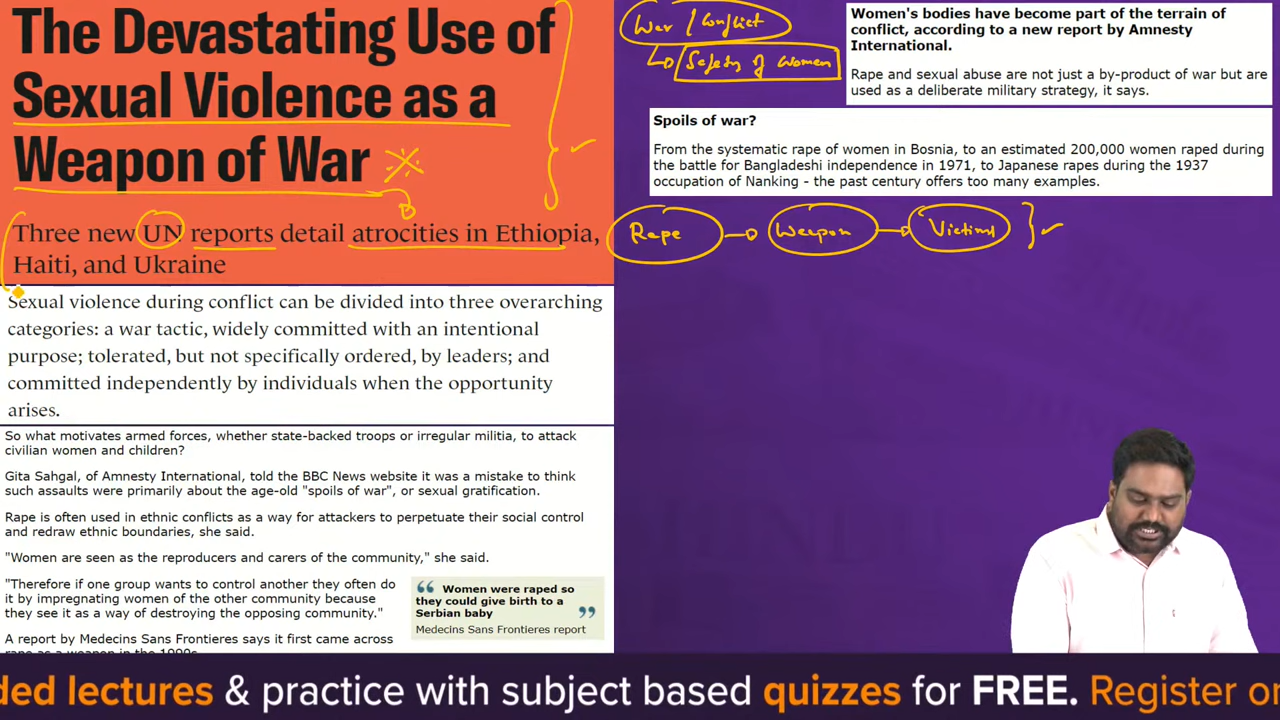 The Devastating Use of
Sexual Violence as a
Weapon of War
Three new UN reports detail atrocities in Ethiopia,
Haiti, and Ukraine
Sexual violence during conflict can be divided into three overarching
categories: a war tactic, widely committed with an intentional
purpose; tolerated, but not specifically ordered, by leaders; and
committed independently by individuals when the opportunity
arises.
So what motivates armed forces, whether state-backed troops or irregular militia, to attack
civilian women and children?
Gita Sahgal, of Amnesty International, told the BBC News website it was a mistake to think
such assaults were primarily about the age-old "spoils of war", or sexual gratification.
Rape is often used in ethnic conflicts as a way for attackers to perpetuate their social control
and redraw ethnic boundaries, she said.
"Women are seen as the reproducers and carers of the community," she said.
"Therefore if one group wants to control another they often do
it by impregnating women of the other community because
they see it as a way of destroying the opposing community."
A report by Medecins Sans Frontieres says it first came across
rape as a weapon in the 1990s
“ Women were raped so
they could give birth to a
Serbian baby ”
Medecins Sans Frontieres report
War / Conflict
Safety of women
Women's bodies have become part of the terrain of
conflict, according to a new report by Amnesty
International.
Rape and sexual abuse are not just a by-product of war but are
used as a deliberate military strategy, it says.
Spoils of war?
From the systematic rape of women in Bosnia, to an estimated 200,000 women raped during
the battle for Bangladeshi independence in 1971, to Japanese rapes during the 1937
occupation of Nanking - the past century offers too many examples.
Rape Weapon Victims
ded lectures & practice with subject based quizzes for FREE. Register on